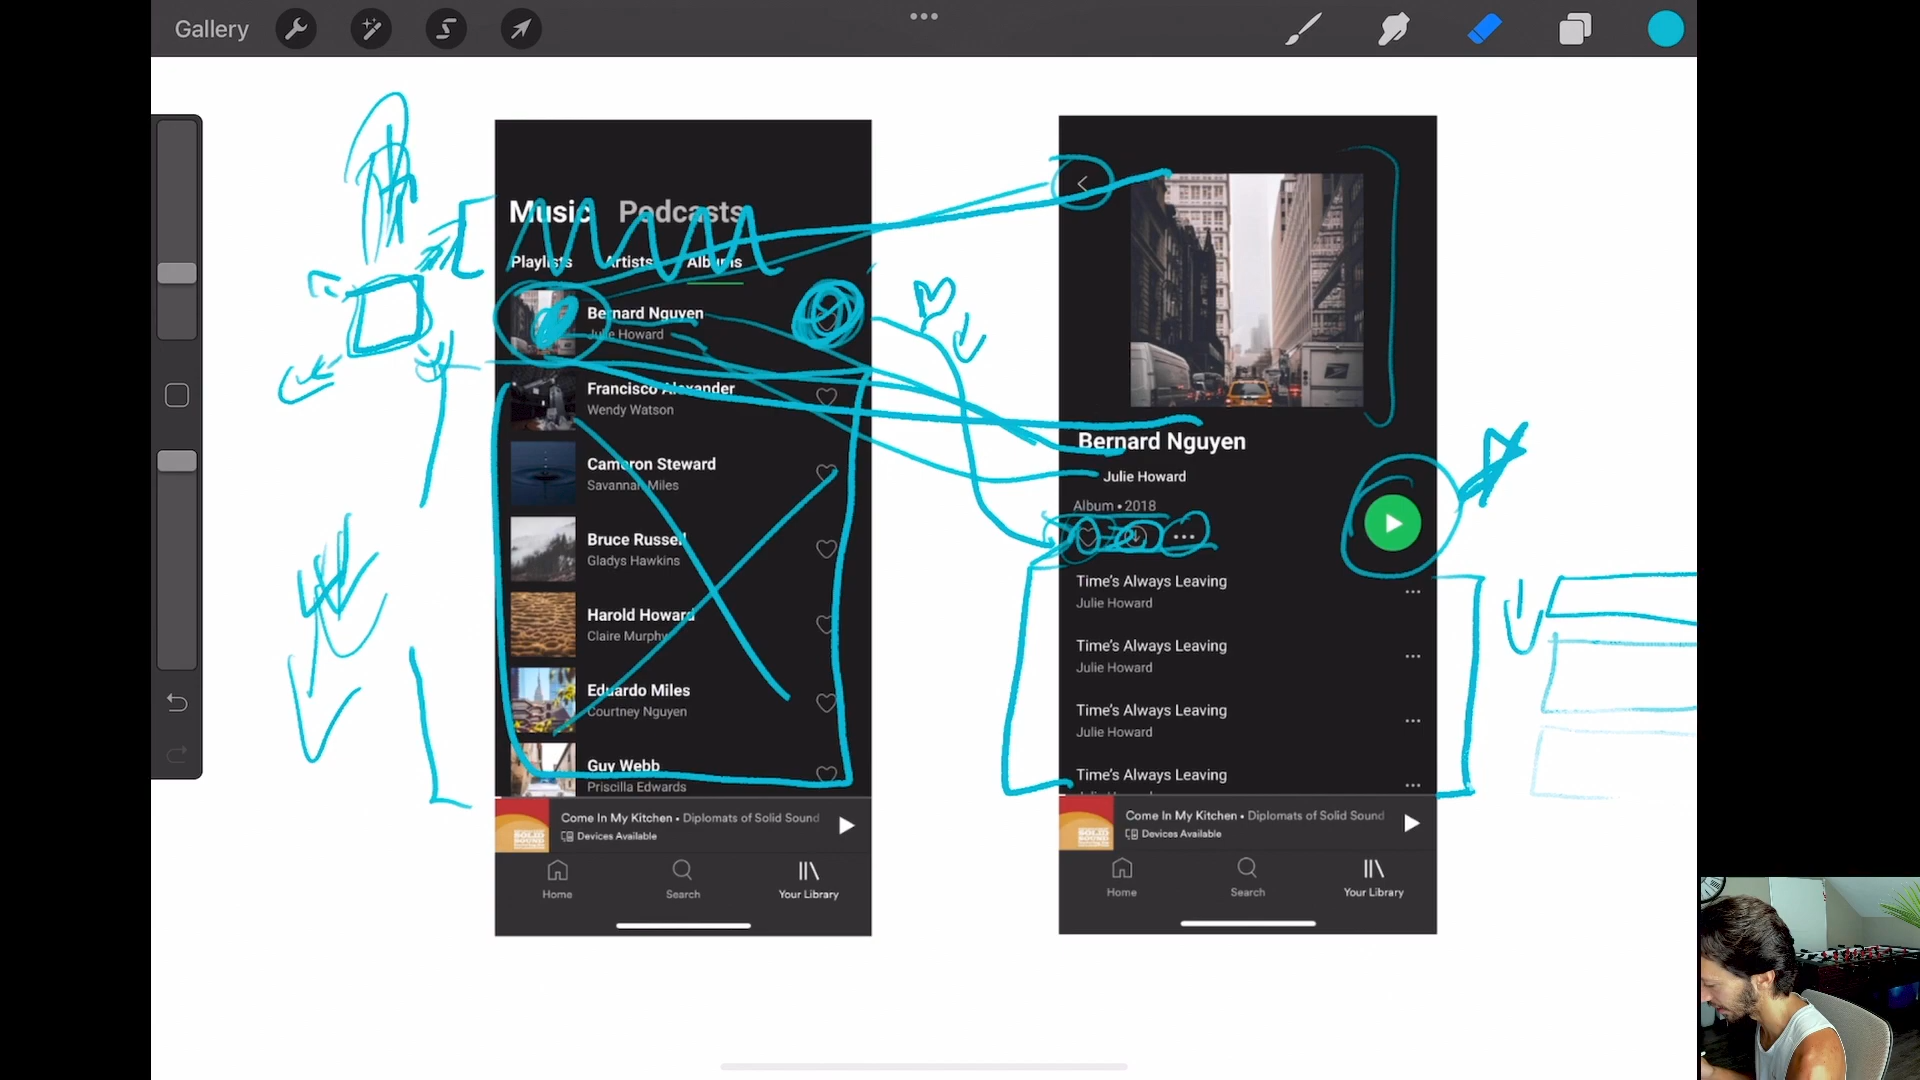 Gallery
Music Podcasts
Playlists Artists Albums
Bernard Nguyen
Julie Howard
Francisco Alexander
Wendy Watson
Cameron Steward
Savannah Miles
Bruce Russell
Gladys Hawkins
Harold Howard
Claire Murphy
Eduardo Miles
Courtney Nguyen
Guy Webb
Priscilla Edwards
Come In My Kitchen • Diplomats of Solid Sound
Devices Available
Home Search Your Library
Bernard Nguyen
Julie Howard
Album • 2018
Time's Always Leaving
Julie Howard
Time's Always Leaving
Julie Howard
Time's Always Leaving
Julie Howard
Time's Always Leaving
Come In My Kitchen • Diplomats of Solid Sound
Devices Available
Home Search Your Library